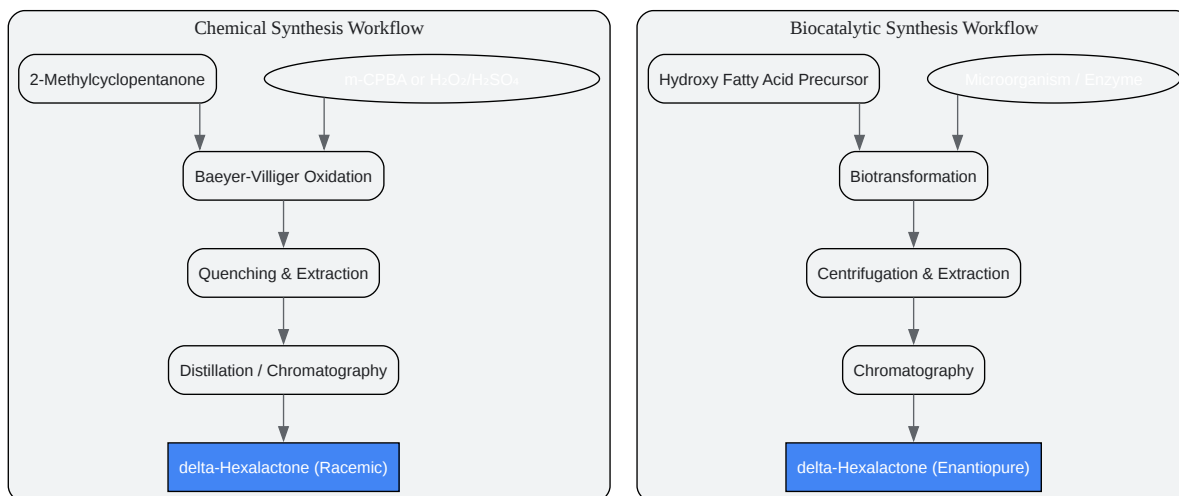 Chemical Synthesis Workflow
2-Methylcyclopentanone
m-CPBA or H₂O₂/H₂SO₄
Baeyer-Villiger Oxidation
Quenching & Extraction
Distillation / Chromatography
delta-Hexalactone (Racemic)
Biocatalytic Synthesis Workflow
Hydroxy Fatty Acid Precursor
Microorganism / Enzyme
Biotransformation
Centrifugation & Extraction
Chromatography
delta-Hexalactone (Enantiopure)